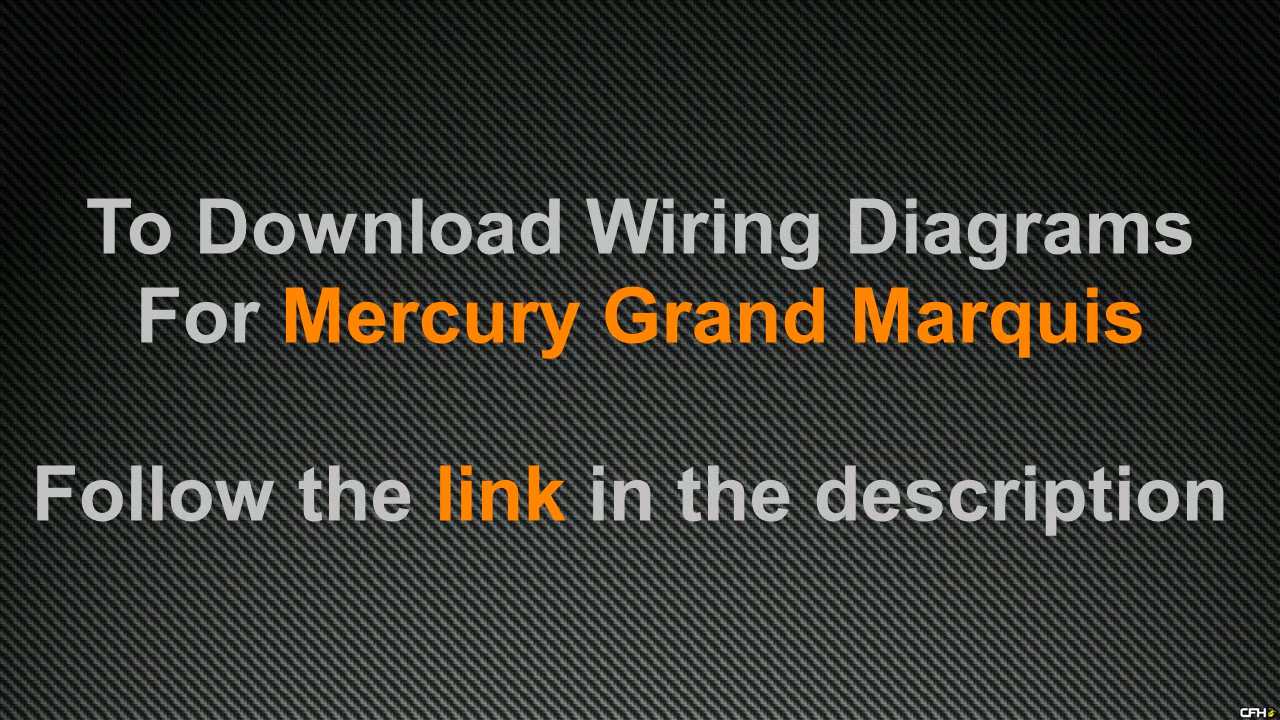 To Download Wiring Diagrams
For Mercury Grand Marquis
Follow the link in the description
CFH